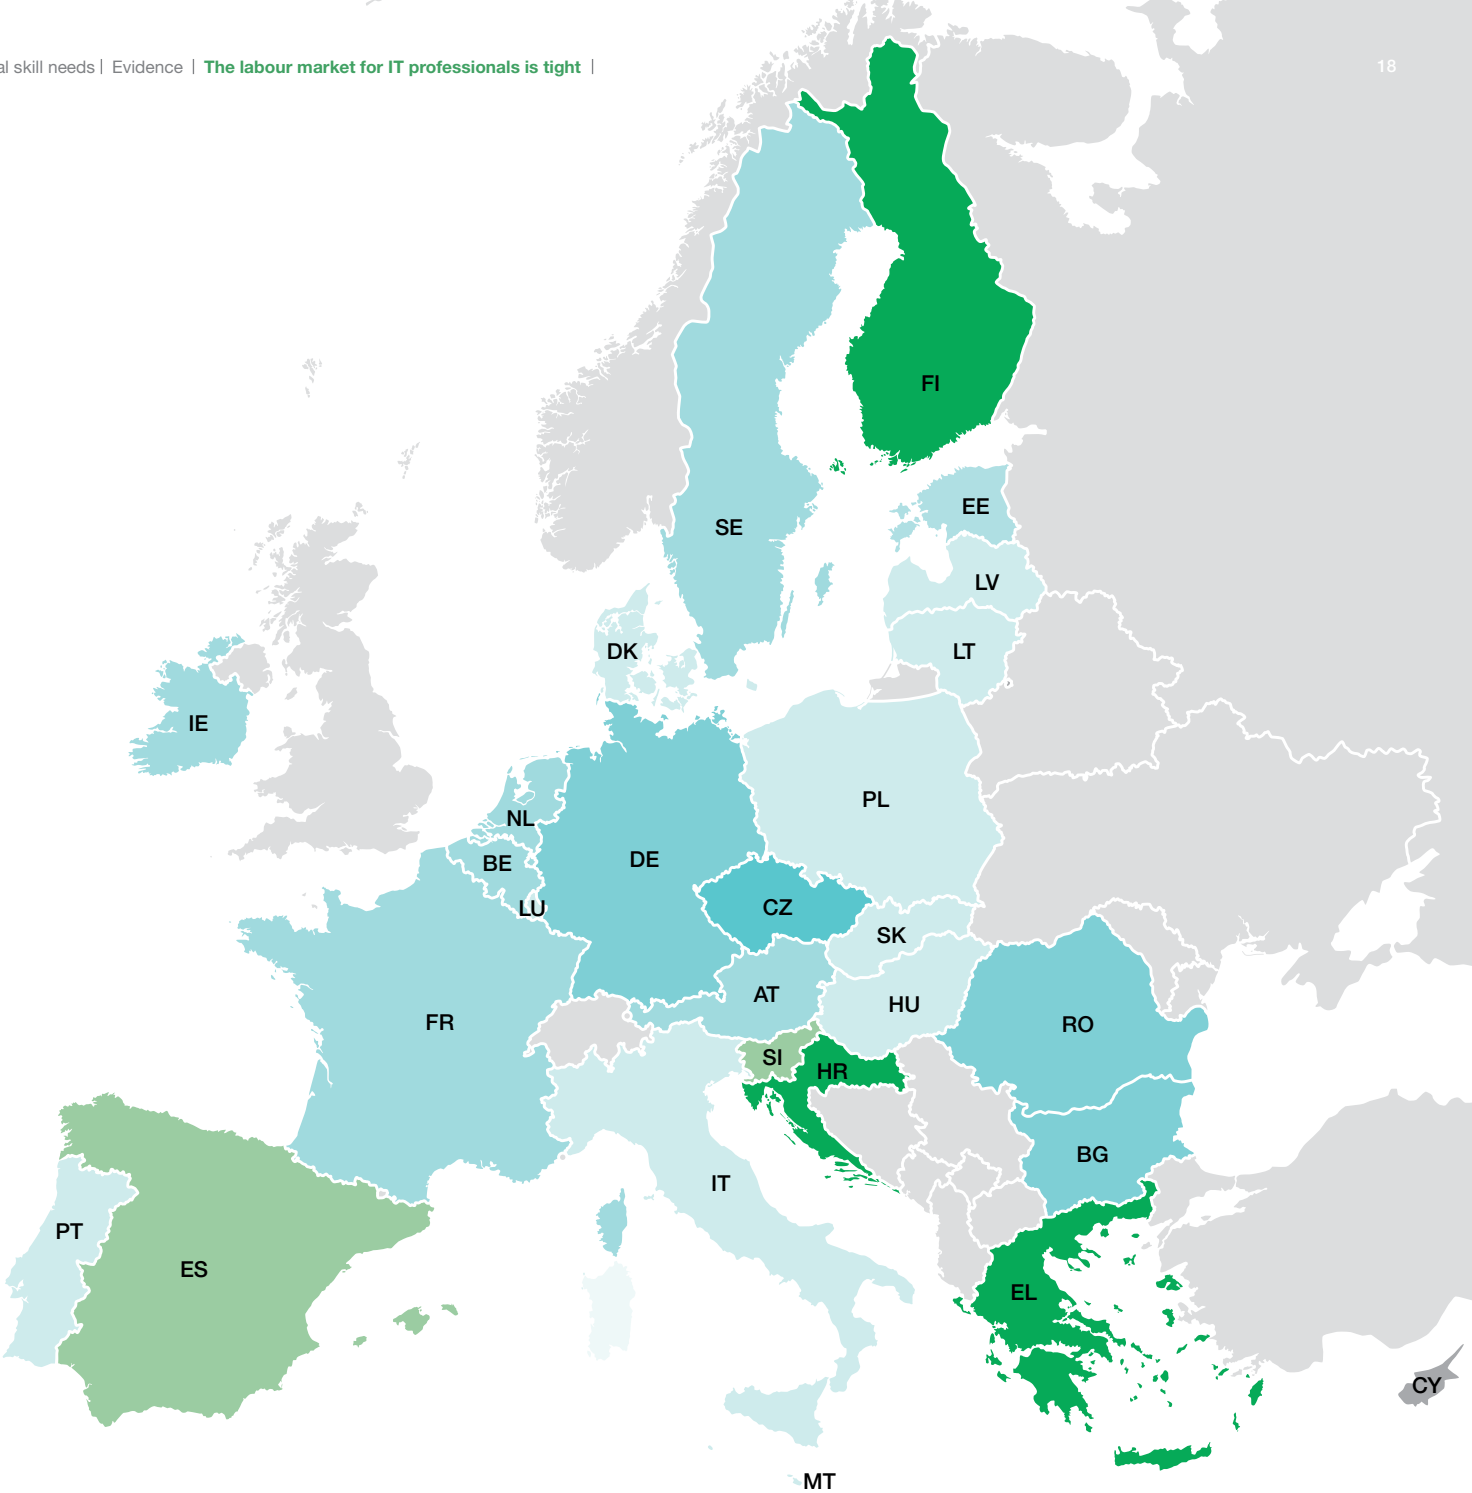 al skill needs | Evidence | The labour market for IT professionals is tight |
18
FI
EE
SE
LV
DK
LT
IE
PL
NL
DE
BE
CZ
LU
SK
AT
HU
FR
RO
SI
HR
BG
IT
PT
ES
EL
CY
MT